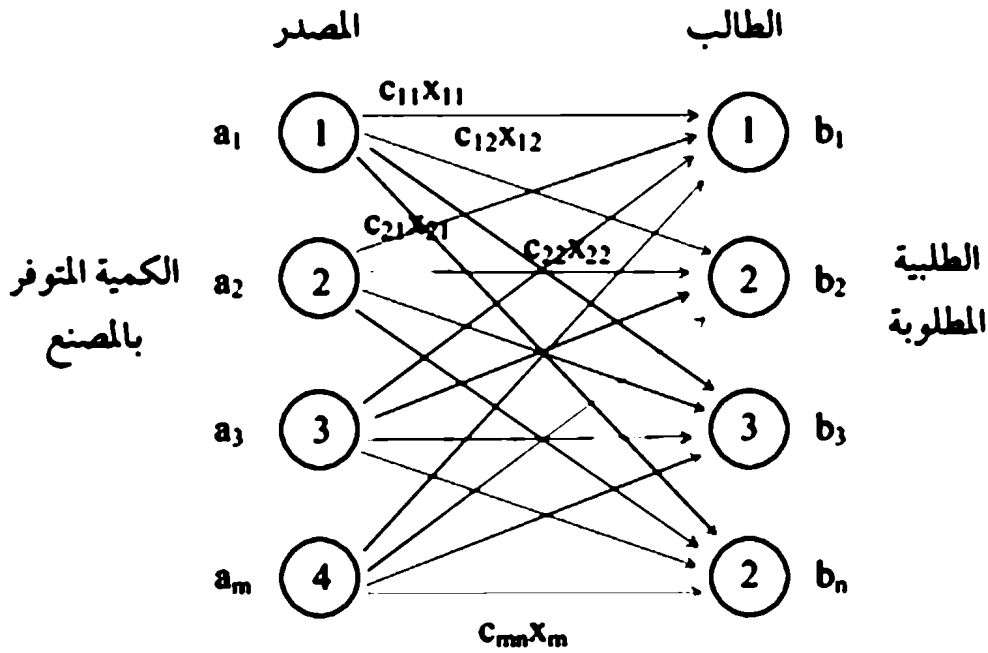 المصدر
الطالب
c₁₁x₁₁
a₁ 1 1 b₁
c₁₂x₁₂
c₂₁x₂₁
c₂₂x₂₂
الكمية المتوفر
بالمصنع
a₂ 2 2 b₂
الطلبية
المطلوبة
a₃ 3 3 b₃
aₘ 4 2 bₙ
cₘₙxₘ